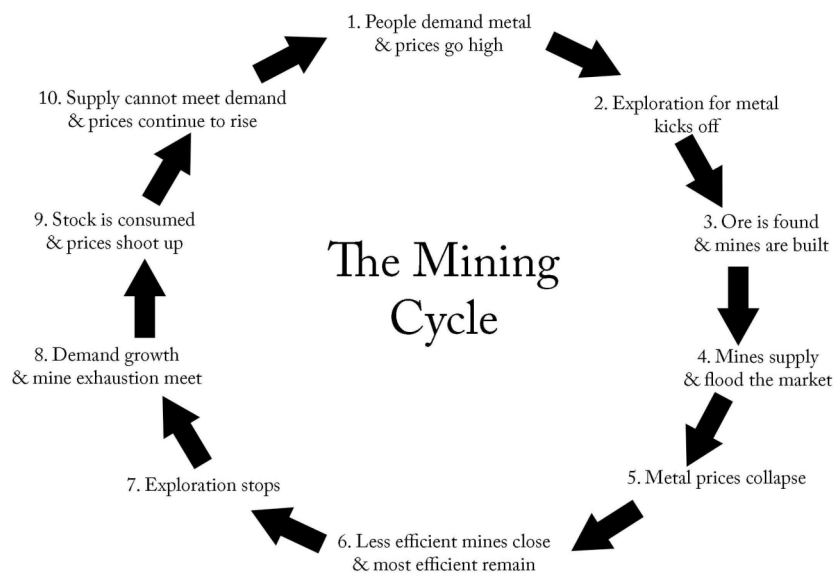 The Mining
Cycle
1. People demand metal
& prices go high
2. Exploration for metal
kicks off
3. Ore is found
& mines are built
4. Mines supply
& flood the market
5. Metal prices collapse
6. Less efficient mines close
& most efficient remain
7. Exploration stops
8. Demand growth
& mine exhaustion meet
9. Stock is consumed
& prices shoot up
10. Supply cannot meet demand
& prices continue to rise